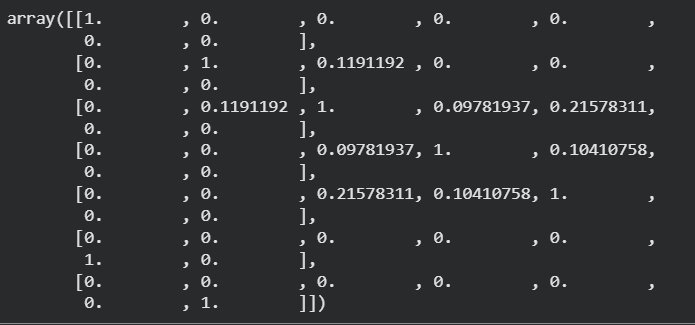 array([[1.        , 0.        , 0.        , 0.        , 0.        ,
        0.        , 0.        ],
       [0.        , 1.        , 0.1191192 , 0.        , 0.        ,
        0.        , 0.        ],
       [0.        , 0.1191192 , 1.        , 0.09781937, 0.21578311,
        0.        , 0.        ],
       [0.        , 0.        , 0.09781937, 1.        , 0.10410758,
        0.        , 0.        ],
       [0.        , 0.        , 0.21578311, 0.10410758, 1.        ,
        0.        , 0.        ],
       [0.        , 0.        , 0.        , 0.        , 0.        ,
        1.        , 0.        ],
       [0.        , 0.        , 0.        , 0.        , 0.        ,
        0.        , 1.        ]])